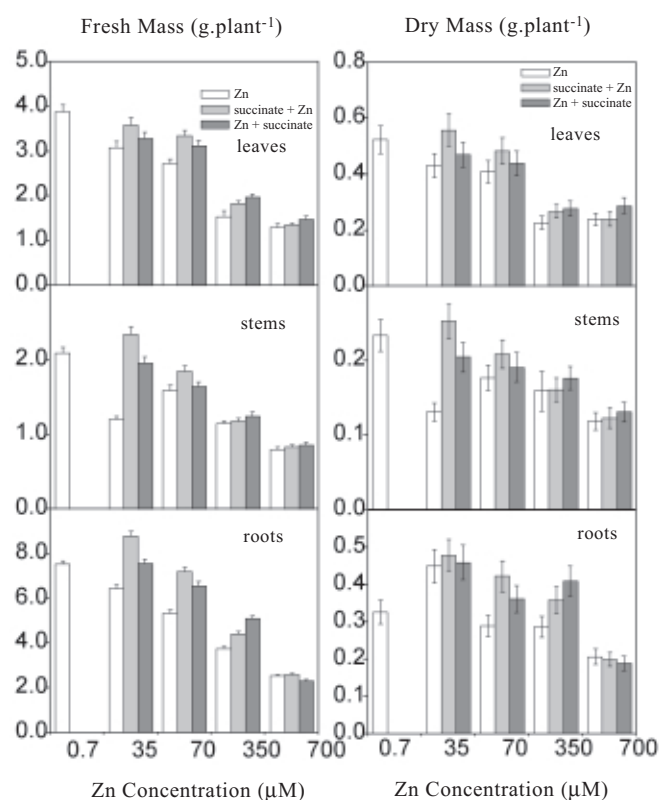 Fresh Mass (g.plant-1)
Dry Mass (g.plant-1)
5.0
4.0
3.0
2.0
1.0
0.0
Zn
succinate + Zn
Zn + succinate
leaves
0.8
0.6
0.4
0.2
0.0
Zn
succinate + Zn
Zn + succinate
leaves
2.0
1.0
0.0
stems
0.2
0.1
0.0
stems
8.0
6.0
4.0
2.0
0.0
roots
0.5
0.4
0.3
0.2
0.1
0.0
roots
0.7 35 70 350 700
0.7 35 70 350 700
Zn Concentration (µM)
Zn Concentration (µM)